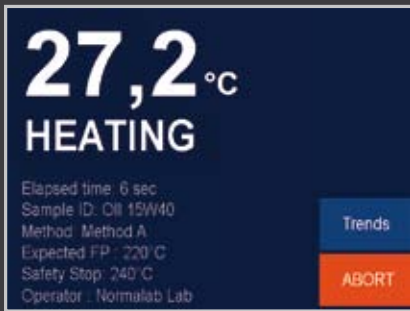 27,2 °C
HEATING
Elapsed time: 6 sec
Sample ID: Oil 15W40
Method: Method A
Expected FP : 220°C
Safety Stop: 240°C
Operator : Normalab Lab
Trends
ABORT